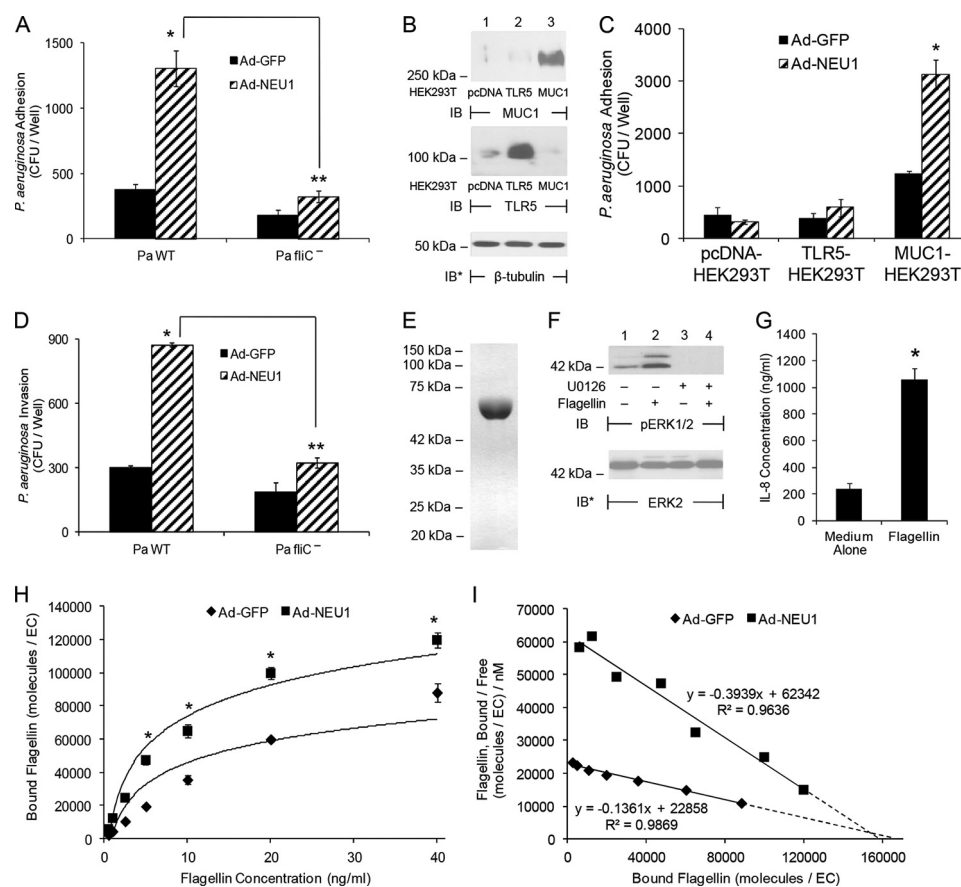 A
P. aeruginosa Adhesion
(CFU / Well)
1500
1200
900
600
300
0
*
**
Ad-GFP
Ad-NEU1
Pa WT
Pa fliC –
B
1 2 3
250 kDa –
HEK293T pcDNA TLR5 MUC1
IB MUC1
100 kDa –
HEK293T pcDNA TLR5 MUC1
IB TLR5
50 kDa –
IB* β-tubulin
C
P. aeruginosa Adhesion
(CFU / Well)
4000
3000
2000
1000
0
Ad-GFP
Ad-NEU1
*
pcDNA-
HEK293T
TLR5-
HEK293T
MUC1-
HEK293T
D
P. aeruginosa Invasion
(CFU / Well)
900
600
300
0
*
**
Ad-GFP
Ad-NEU1
Pa WT
Pa fliC –
E
150 kDa –
100 kDa –
75 kDa –
42 kDa –
35 kDa –
25 kDa –
20 kDa –
F
1 2 3 4
42 kDa –
U0126 – – + +
Flagellin – + – +
IB pERK1/2
42 kDa –
IB* ERK2
G
IL-8 Concentration (ng/ml)
1400
1200
1000
800
600
400
200
0
*
Medium
Alone
Flagellin
H
Bound Flagellin (molecules / EC)
140000
120000
100000
80000
60000
40000
20000
0
Ad-GFP
Ad-NEU1
* * * *
0 10 20 30 40
Flagellin Concentration (ng/ml)
I
Flagellin, Bound / Free
(molecules / EC) / nM
70000
60000
50000
40000
30000
20000
10000
0
Ad-GFP
Ad-NEU1
y = -0.3939x + 62342
R² = 0.9636
y = -0.1361x + 22858
R² = 0.9869
0 40000 80000 120000 160000
Bound Flagellin (molecules / EC)